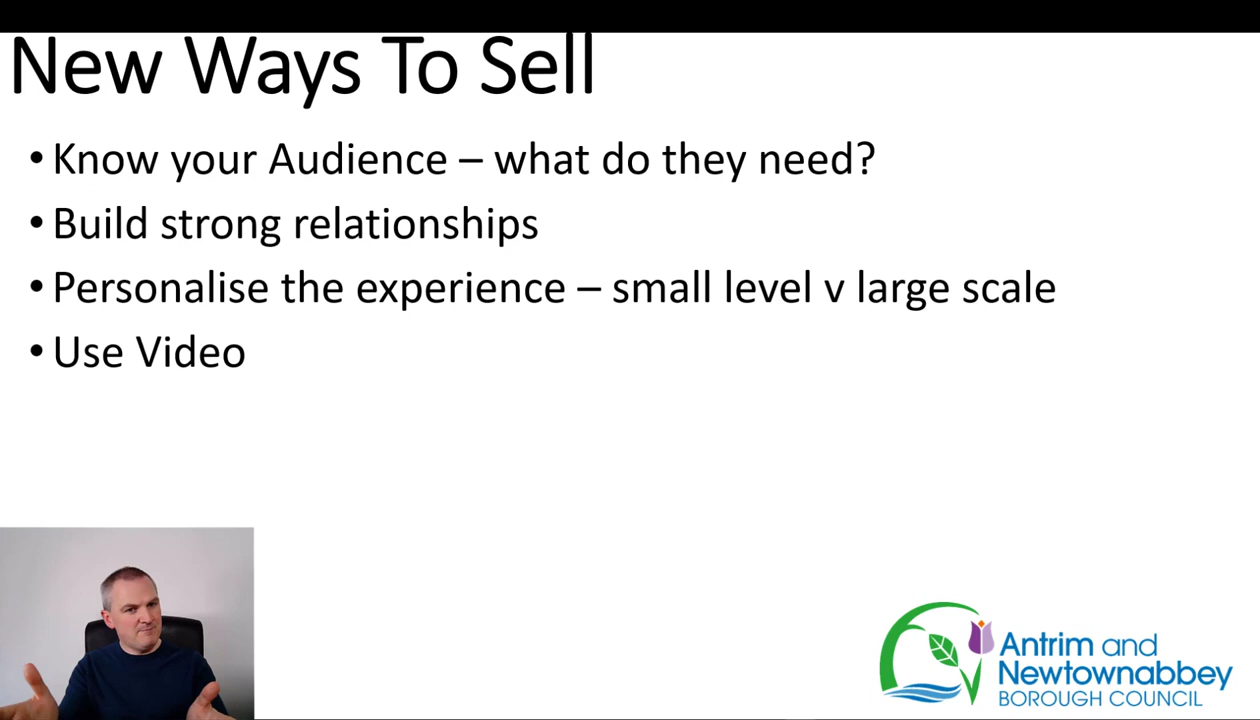 New Ways To Sell
• Know your Audience – what do they need?
• Build strong relationships
• Personalise the experience – small level v large scale
• Use Video
Antrim and
Newtownabbey
BOROUGH COUNCIL